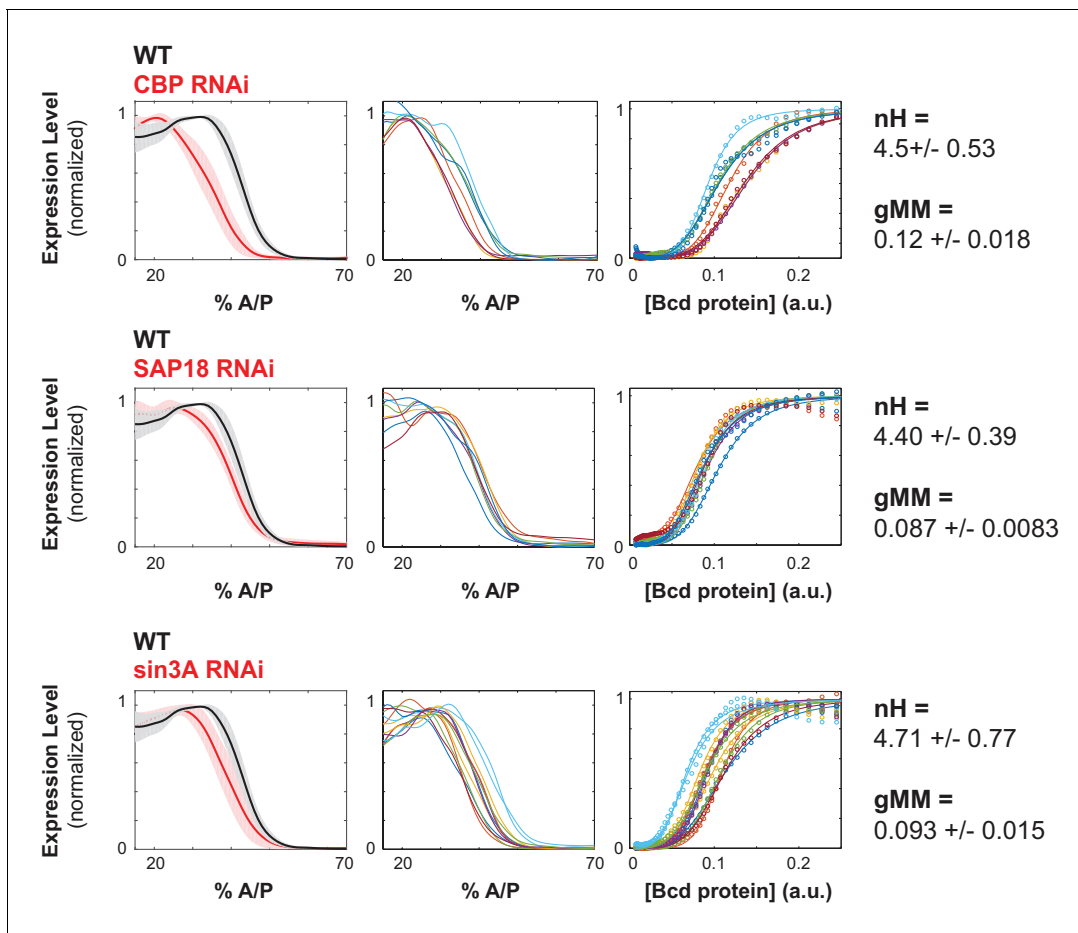 WT
CBP RNAi
Expression Level
(normalized)
1
0
20
70
% A/P
20
70
% A/P
1
0
0
0.1
0.2
[Bcd protein] (a.u.)
nH =
4.5+/- 0.53
gMM =
0.12 +/- 0.018
WT
SAP18 RNAi
Expression Level
(normalized)
1
0
20
70
% A/P
1
0
20
70
% A/P
1
0
0
0.1
0.2
[Bcd protein] (a.u.)
nH =
4.40 +/- 0.39
gMM =
0.087 +/- 0.0083
WT
sin3A RNAi
Expression Level
(normalized)
1
0
20
70
% A/P
1
0
20
70
% A/P
1
0
0
0.1
0.2
[Bcd protein] (a.u.)
nH =
4.71 +/- 0.77
gMM =
0.093 +/- 0.015